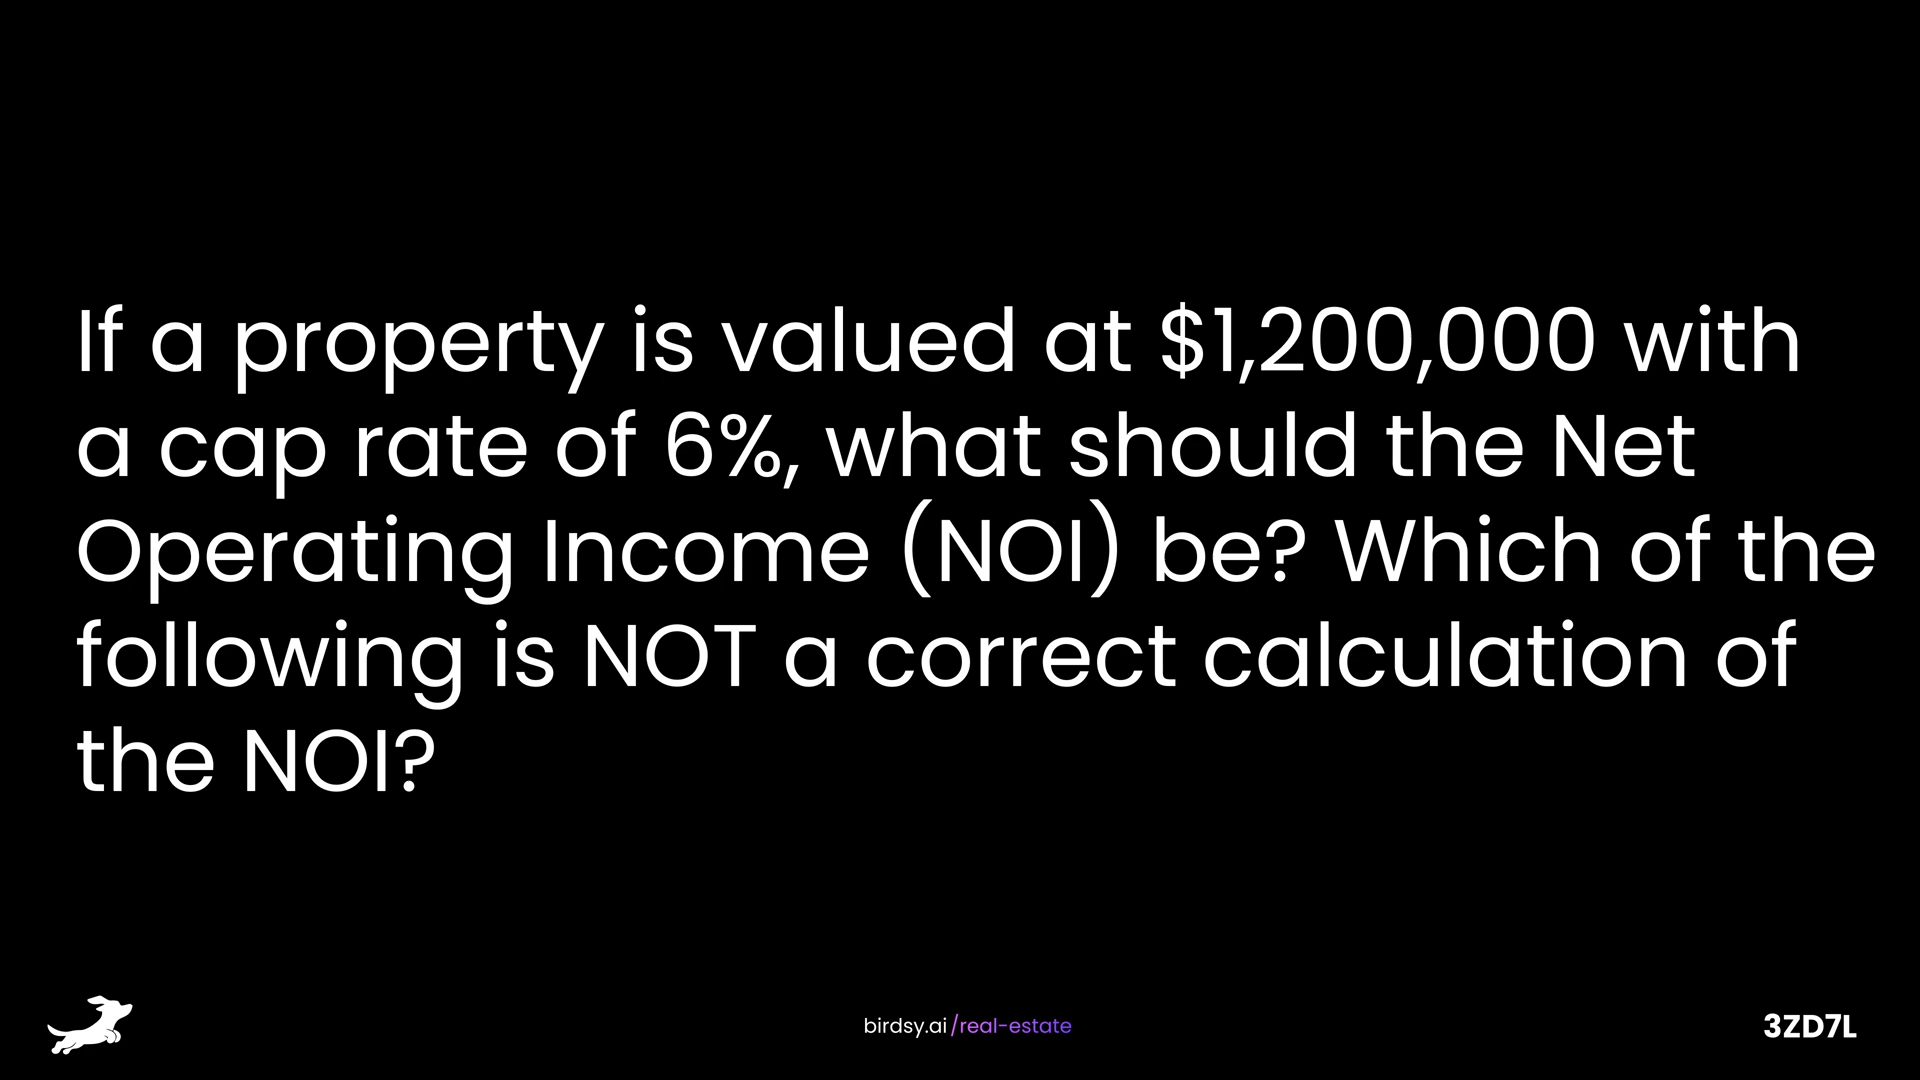 If a property is valued at $1,200,000 with
a cap rate of 6%, what should the Net
Operating Income (NOI) be? Which of the
following is NOT a correct calculation of
the NOI?
birdsy.ai/real-estate
3ZD7L